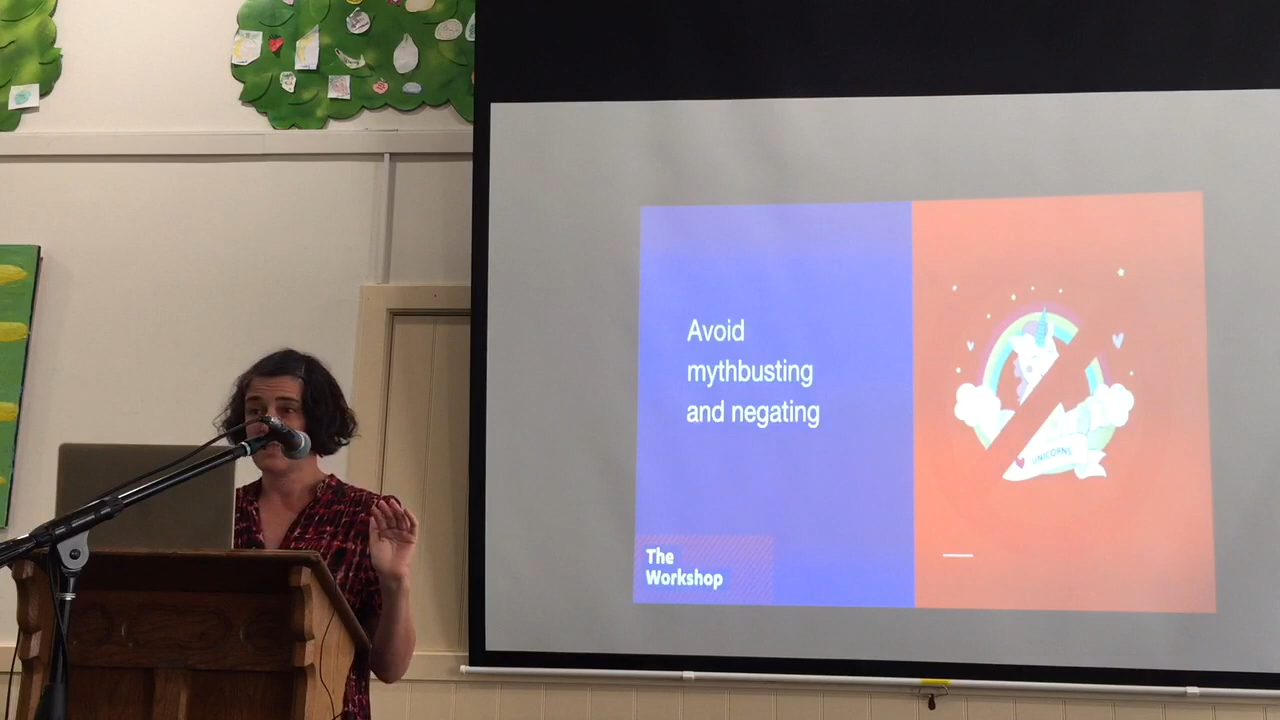 Avoid
mythbusting
and negating
UNICORNS
The
Workshop